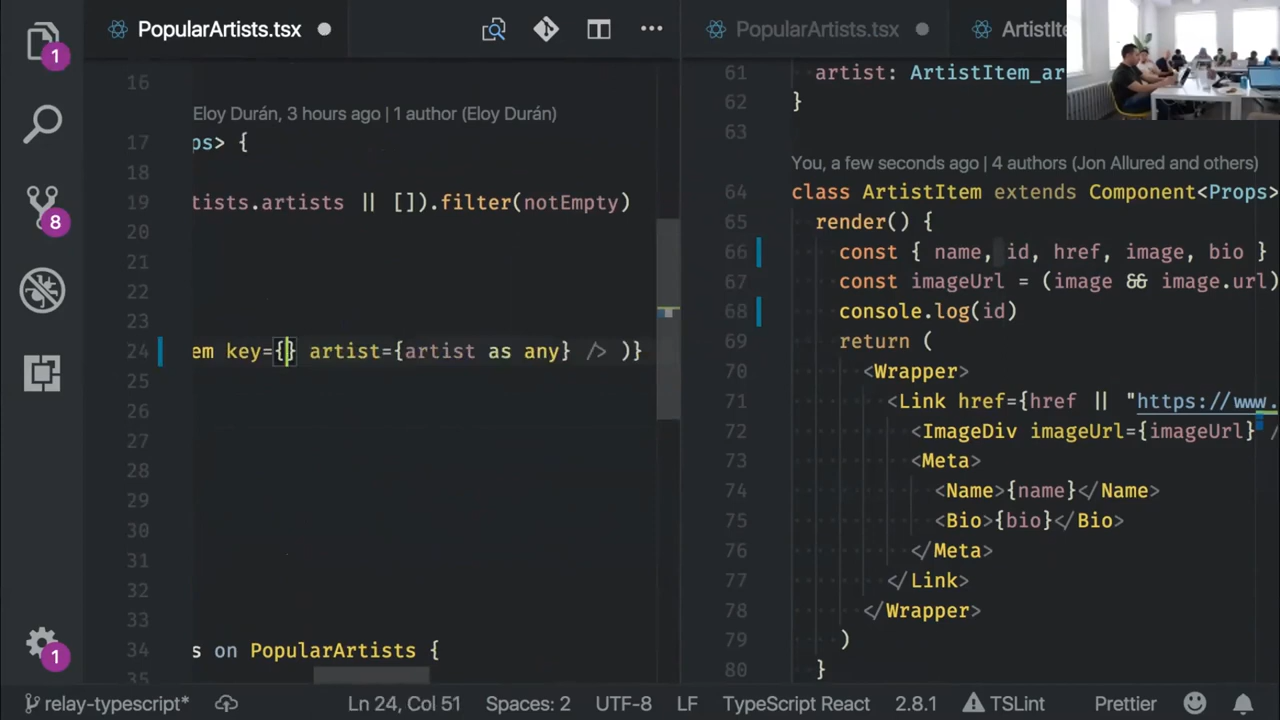 PopularArtists.tsx
PopularArtists.tsx
ArtistIte
1
8
1
16
Eloy Durán, 3 hours ago | 1 author (Eloy Durán)
17 ps> {
18
19 tists.artists || []).filter(notEmpty)
20
21
22
23
24 em key={} artist={artist as any} /> )}
25
26
27
28
29
30
31
32
33
34 s on PopularArtists {
35
61 artist: ArtistItem_ar
62 }
63
You, a few seconds ago | 4 authors (Jon Allured and others)
64 class ArtistItem extends Component<Props>
65 render() {
66 const { name, id, href, image, bio }
67 const imageUrl = (image && image.url)
68 console.log(id)
69 return (
70 <Wrapper>
71 <Link href={href || "https://www.
72 <ImageDiv imageUrl={imageUrl} /
73 <Meta>
74 <Name>{name}</Name>
75 <Bio>{bio}</Bio>
76 </Meta>
77 </Link>
78 </Wrapper>
79 )
80 }
relay-typescript* Ln 24, Col 51 Spaces: 2 UTF-8 LF TypeScript React 2.8.1 TSLint Prettier